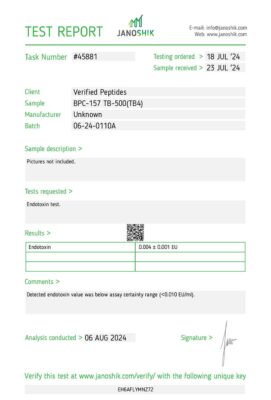 TEST REPORT
JANOSHIK
E-mail: info@janoshik.com
Web: www.janoshik.com
Task Number #45881
Testing ordered > 18 JUL '24
Sample received > 23 JUL '24
Client Verified Peptides
Sample BPC-157 TB-500(TB4)
Manufacturer Unknown
Batch 06-24-0110A
Sample description >
Pictures not included.
Tests requested >
Endotoxin test.
Results >
Endotoxin 0.004 ± 0.001 EU
Comments >
Detected endotoxin value was below assay certainty range (<0.010 EU/ml).
Analysis conducted > 06 AUG 2024
Signature >
Verify this test at www.janoshik.com/verify/ with the following unique key
EH6AFLYMN272